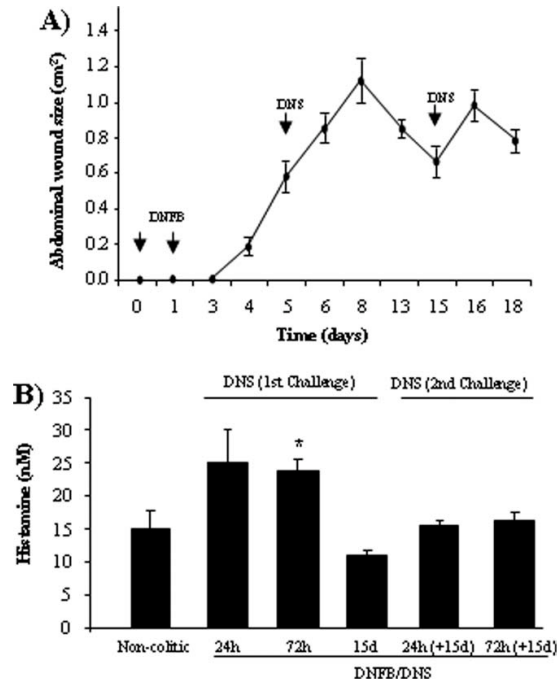 A)
Abdominal wound size (cm²)
1.4
1.2
1.0
0.8
0.6
0.4
0.2
0.0
DNFB
DNS
DNS
0 1 3 4 5 6 8 13 15 16 18
Time (days)
B)
DNS (1st Challenge) DNS (2nd Challenge)
Histamine (nM)
35
30
25
20
15
10
5
0
*
Non-colitic 24h 72h 15d 24h (+15d) 72h (+15d)
DNFB/DNS